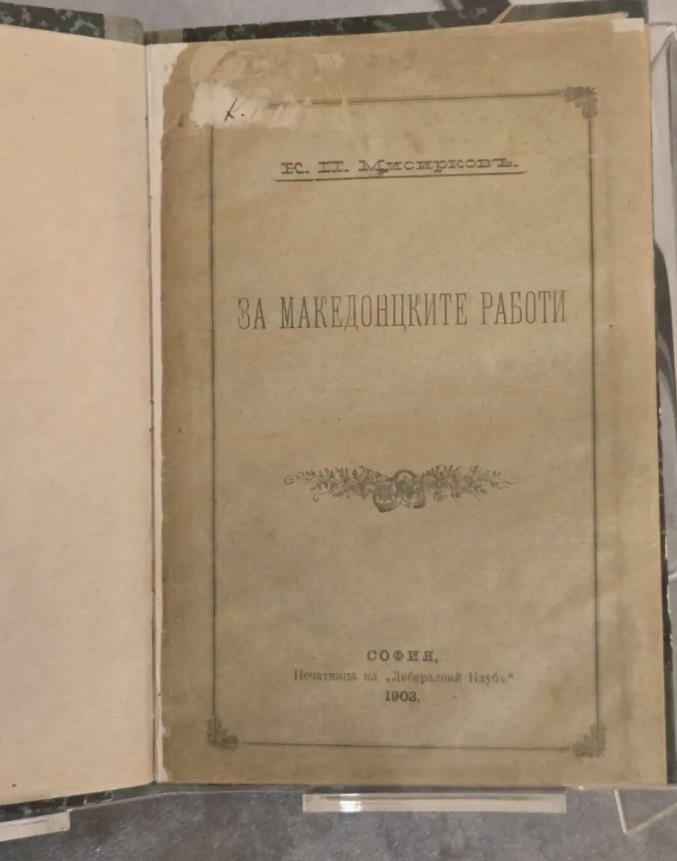 К.
К. П. Мисирковъ.
ЗА МАКЕДОНЦКИТЕ РАБОТИ
СОФИЯ,
Печатница на „Либералний Клубъ“
1903.